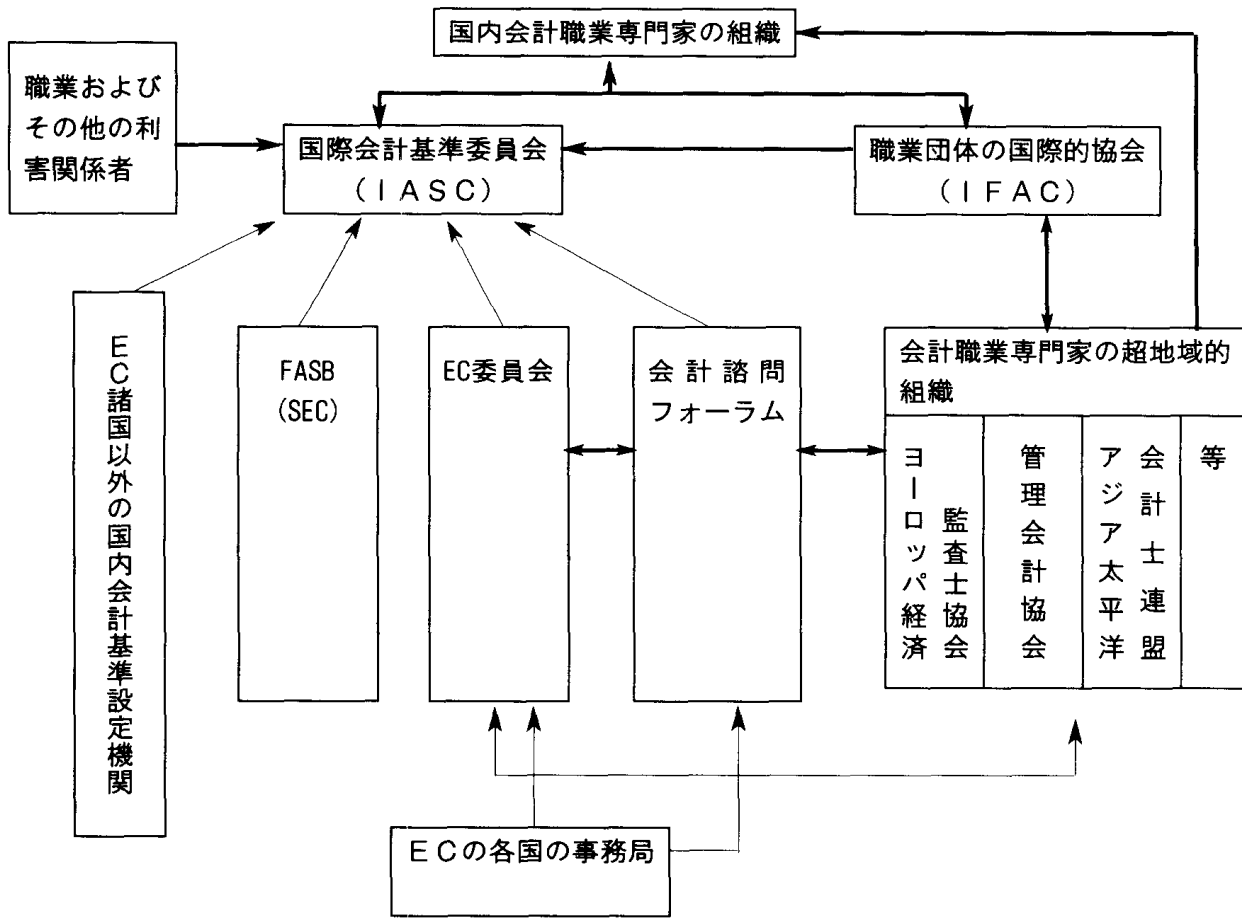 国内会計職業専門家の組織
職業および
その他の利
害関係者
国際会計基準委員会
(IASC)
職業団体の国際的協会
(IFAC)
EC諸国以外の国内会計基準設定機関
FASB
(SEC)
EC委員会
会計諮問
フォーラム
会計職業専門家の超地域的
組織
ヨーロッパ経済
監査士協会
管理会計協会
アジア太平洋
会計士連盟
等
ECの各国の事務局